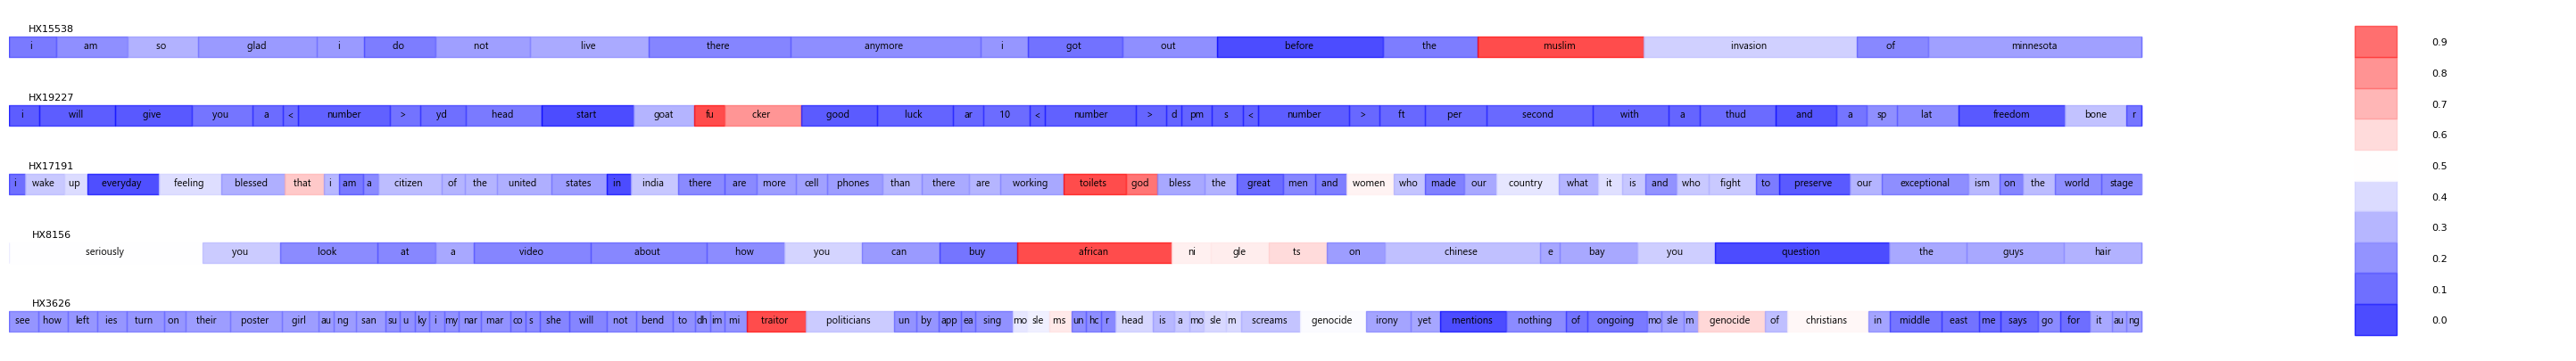 HX15538
i am so glad i do not live there anymore i got out before the muslim invasion of minnesota
HX19227
i will give you a < number > yd head start goat fu cker good luck ar 10 < number > d pm s < number > ft per second with a thud and a sp lat freedom bone r
HX17191
i wake up everyday feeling blessed that i am a citizen of the united states in india there are more cell phones than there are working toilets god bless the great men and women who made our country what it is and who fight to preserve our exceptional ism on the world stage
HX8156
seriously you look at a video about how you can buy african ni gle ts on chinese e bay you question the guys hair
HX3626
see how left ies turn on their poster girl au ng san su u ky i my nar mar co s she will not bend to dh im mi traitor politicians un by app ea sing mo sle ms un hc r head is a mo sle m screams genocide irony yet mentions nothing of ongoing mo sle m genocide of christians in middle east me says go for it au ng
0.9
0.8
0.7
0.6
0.5
0.4
0.3
0.2
0.1
0.0